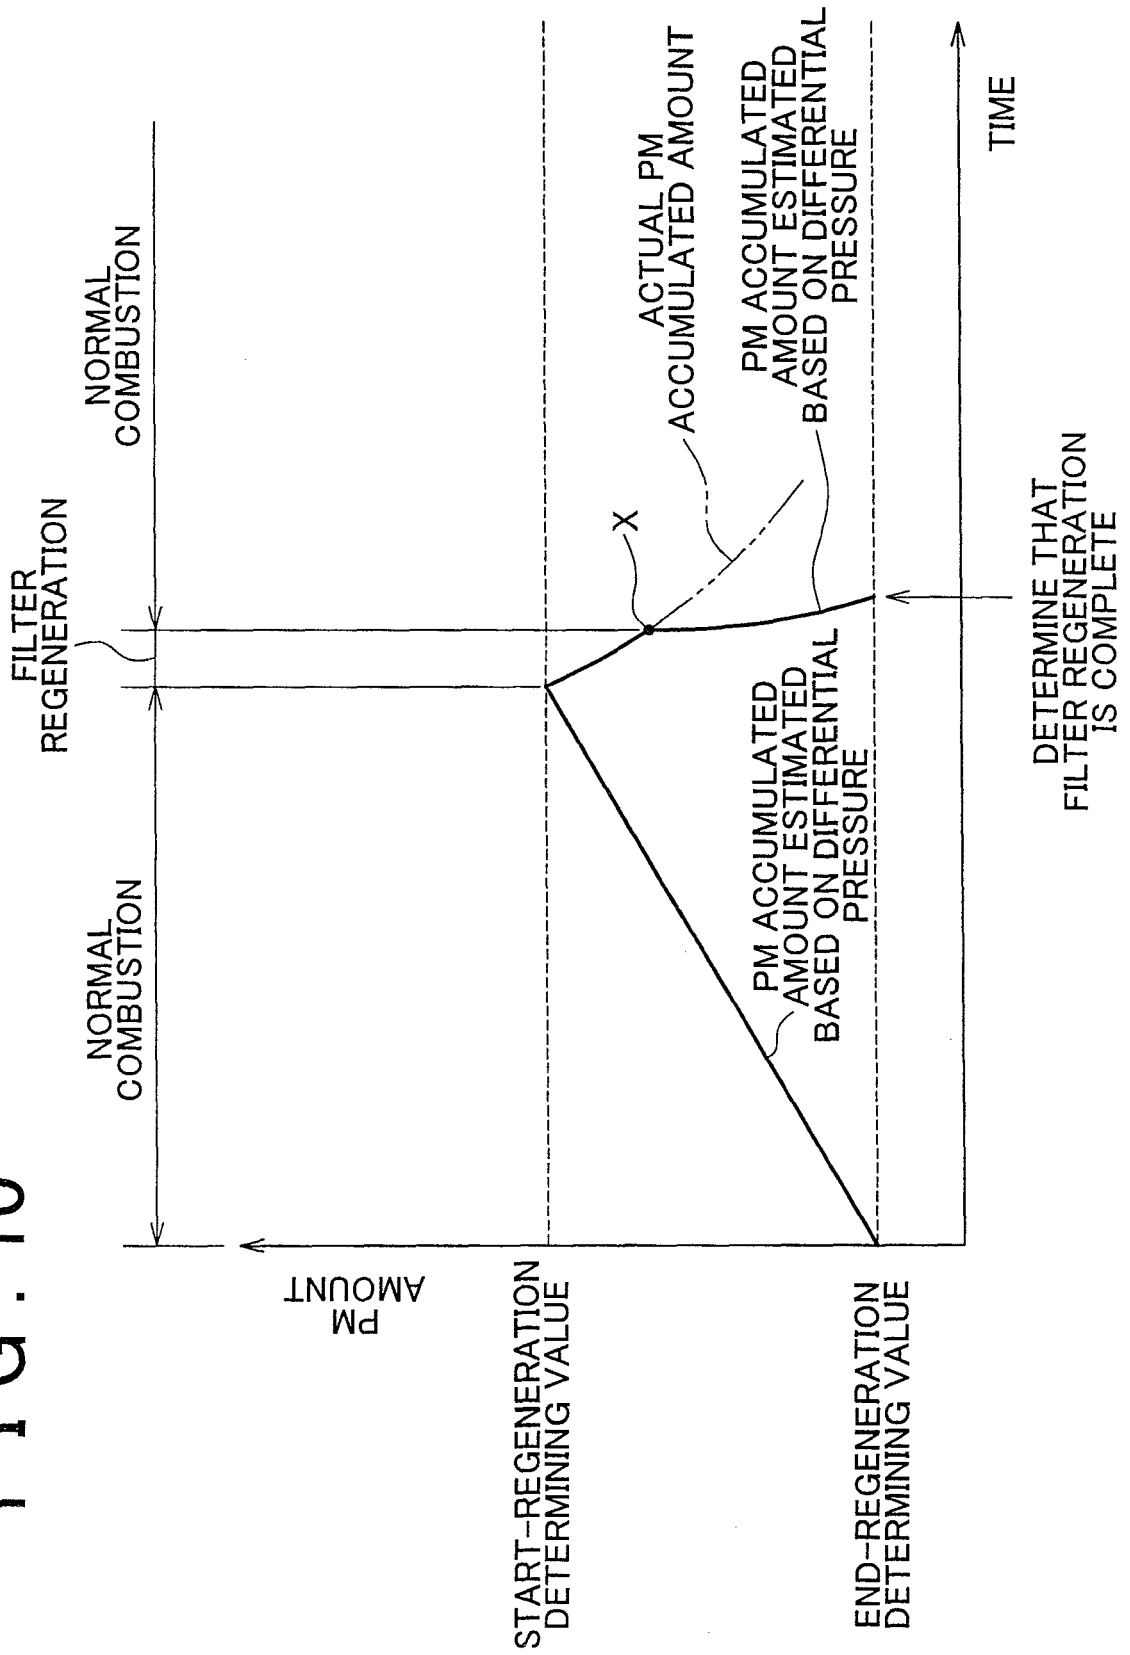 FILTER
REGENERATION
NORMAL
COMBUSTION
NORMAL
COMBUSTION
PM
AMOUNT
START-REGENERATION
DETERMINING VALUE
END-REGENERATION
DETERMINING VALUE
X
ACTUAL PM
ACCUMULATED AMOUNT
PM ACCUMULATED
AMOUNT ESTIMATED
BASED ON DIFFERENTIAL
PRESSURE
PM ACCUMULATED
AMOUNT ESTIMATED
BASED ON DIFFERENTIAL
PRESSURE
TIME
DETERMINE THAT
FILTER REGENERATION
IS COMPLETE